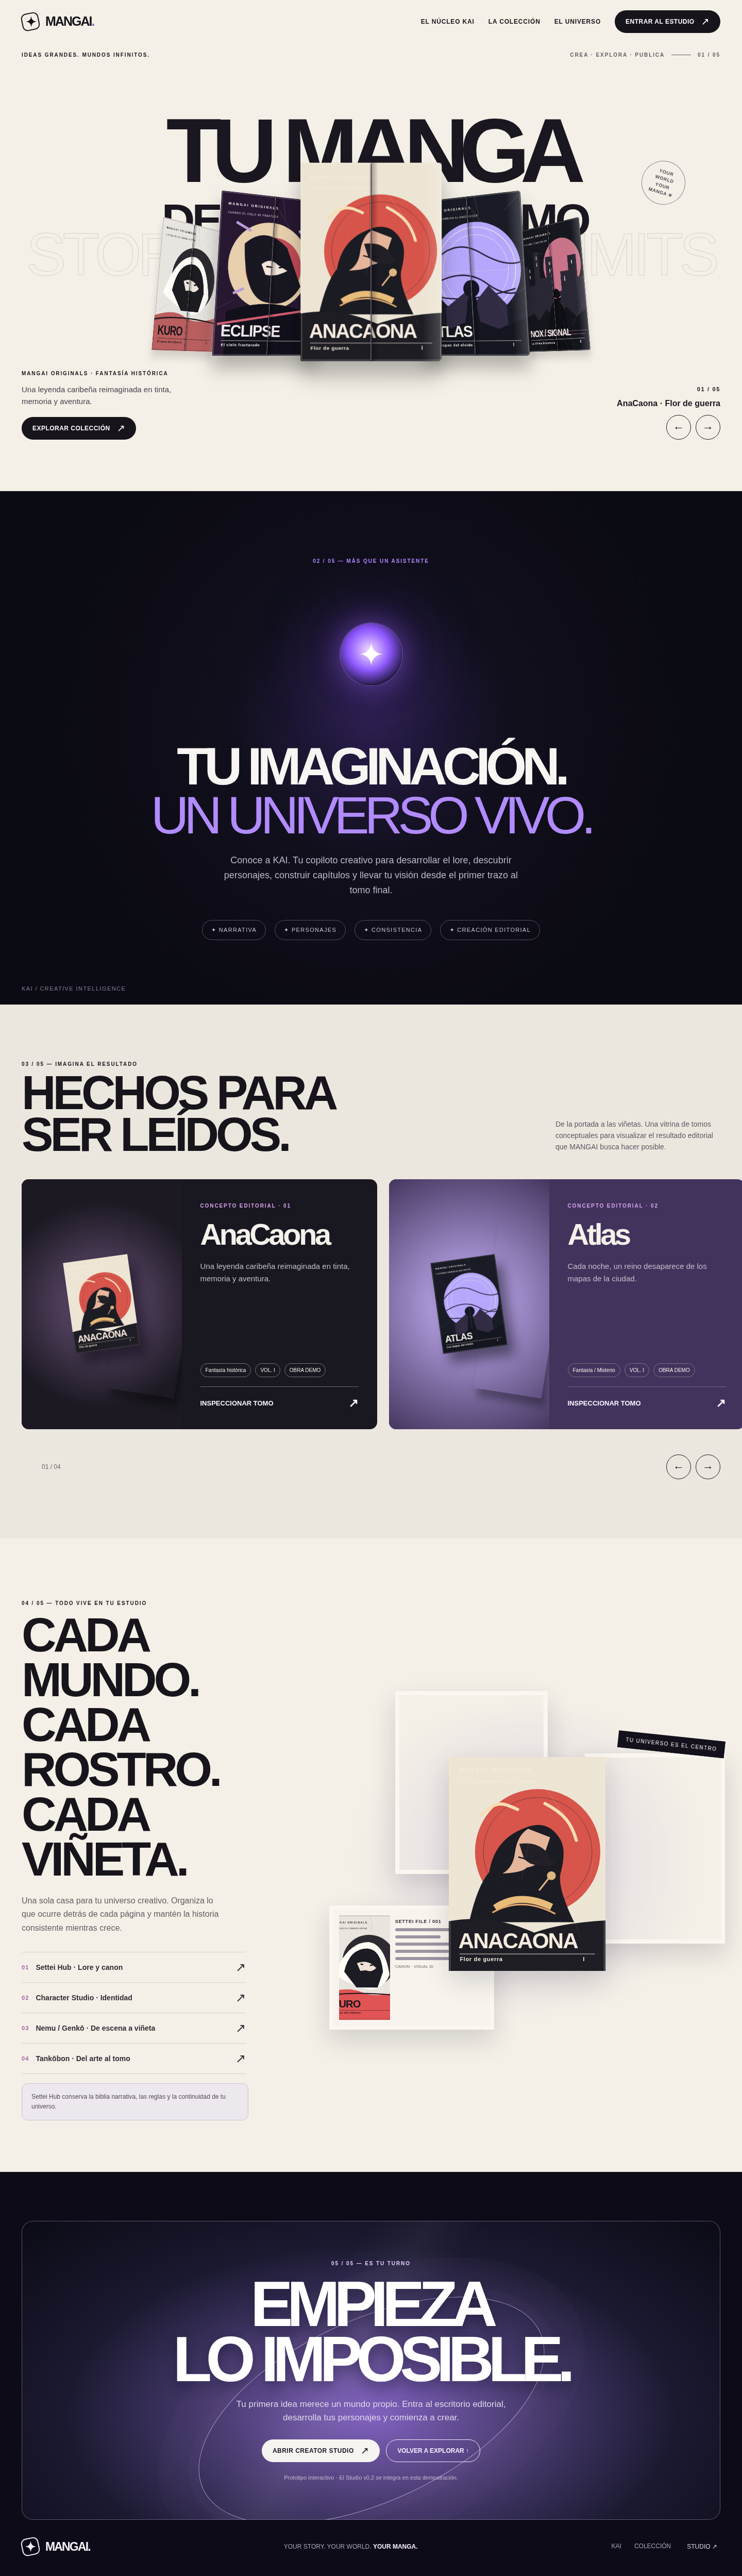 MANGAI.
EL NÚCLEO KAI
LA COLECCIÓN
EL UNIVERSO
ENTRAR AL ESTUDIO ↗
IDEAS GRANDES. MUNDOS INFINITOS.
CREA · EXPLORA · PUBLICA
01 / 05
TU MANGA
YOUR
WORLD
YOUR
MANGA
KURO
MANGAI ORIGINALS
ECLIPSE
El cielo fracturado
I
ANACAONA
Flor de guerra
I
ATLAS
I
NOX / SIGNAL
MANGAI ORIGINALS · FANTASÍA HISTÓRICA
Una leyenda caribeña reimaginada en tinta,
memoria y aventura.
EXPLORAR COLECCIÓN ↗
01 / 05
AnaCaona · Flor de guerra
← →
02 / 05 — MÁS QUE UN ASISTENTE
TU IMAGINACIÓN.
UN UNIVERSO VIVO.
Conoce a KAI. Tu copiloto creativo para desarrollar el lore, descubrir
personajes, construir capítulos y llevar tu visión desde el primer trazo al
tomo final.
✦ NARRATIVA
✦ PERSONAJES
✦ CONSISTENCIA
✦ CREACIÓN EDITORIAL
KAI / CREATIVE INTELLIGENCE
03 / 05 — IMAGINA EL RESULTADO
HECHOS PARA
SER LEÍDOS.
De la portada a las viñetas. Una vitrina de tomos
conceptuales para visualizar el resultado editorial
que MANGAI busca hacer posible.
ANACAONA
Flor de guerra
CONCEPTO EDITORIAL · 01
AnaCaona
Una leyenda caribeña reimaginada en tinta,
memoria y aventura.
Fantasía histórica
VOL. I
OBRA DEMO
INSPECCIONAR TOMO ↗
MANGAI ORIGINALS
ATLAS
CONCEPTO EDITORIAL · 02
Atlas
Cada noche, un reino desaparece de los
mapas de la ciudad.
Fantasía / Misterio
VOL. I
OBRA DEMO
INSPECCIONAR TOMO ↗
01 / 04
← →
04 / 05 — TODO VIVE EN TU ESTUDIO
CADA
MUNDO.
CADA
ROSTRO.
CADA
VIÑETA.
Una sola casa para tu universo creativo. Organiza lo
que ocurre detrás de cada página y mantén la historia
consistente mientras crece.
01 Settei Hub · Lore y canon ↗
02 Character Studio · Identidad ↗
03 Nemu / Genkō · De escena a viñeta ↗
04 Tankōbon · Del arte al tomo ↗
Settei Hub conserva la biblia narrativa, las reglas y la continuidad de tu
universo.
TU UNIVERSO ES EL CENTRO
ANACAONA
Flor de guerra
I
SETTEI FILE / 001
CANON · VISUAL ID
05 / 05 — ES TU TURNO
EMPIEZA
LO IMPOSIBLE.
Tu primera idea merece un mundo propio. Entra al escritorio editorial,
desarrolla tus personajes y comienza a crear.
ABRIR CREATOR STUDIO ↗
VOLVER A EXPLORAR ↑
Prototipo interactivo · El Studio v0.2 se integra en esta demostración.
MANGAI.
YOUR STORY. YOUR WORLD. YOUR MANGA.
KAI
COLECCIÓN
STUDIO ↗